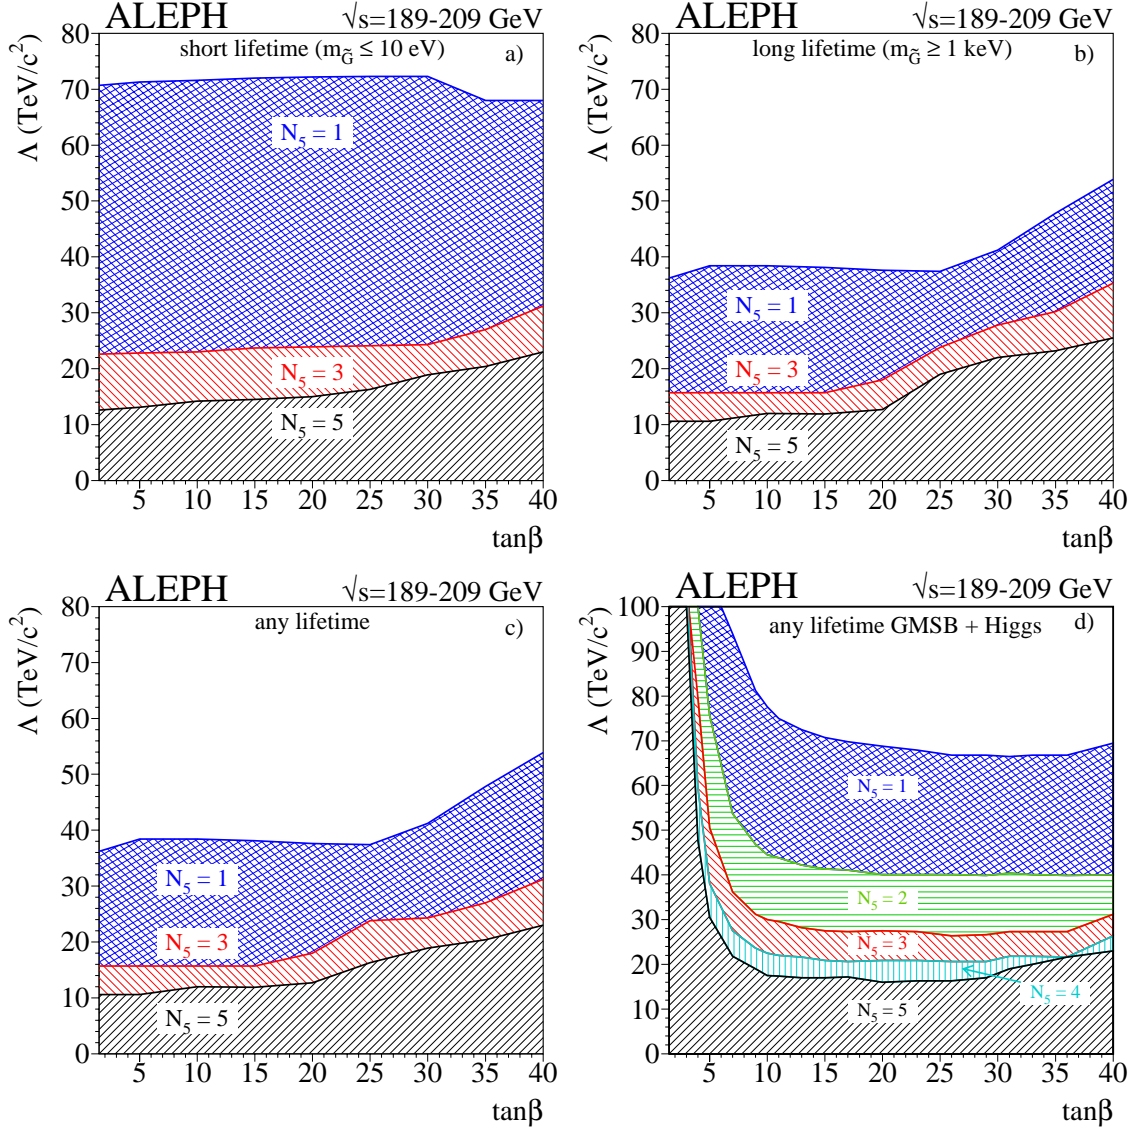 ALEPH √s=189-209 GeV
short lifetime (m_G̃ ≤ 10 eV) a)
Λ (TeV/c²)
80
70
60
50
40
30
20
10
0
N₅ = 1
N₅ = 3
N₅ = 5
5 10 15 20 25 30 35 40
tanβ
ALEPH √s=189-209 GeV
long lifetime (m_G̃ ≥ 1 keV) b)
Λ (TeV/c²)
80
70
60
50
40
30
20
10
0
N₅ = 1
N₅ = 3
N₅ = 5
5 10 15 20 25 30 35 40
tanβ
ALEPH √s=189-209 GeV
any lifetime c)
Λ (TeV/c²)
80
70
60
50
40
30
20
10
0
N₅ = 1
N₅ = 3
N₅ = 5
5 10 15 20 25 30 35 40
tanβ
ALEPH √s=189-209 GeV
any lifetime GMSB + Higgs d)
Λ (TeV/c²)
100
90
80
70
60
50
40
30
20
10
0
N₅ = 1
N₅ = 2
N₅ = 3
N₅ = 4
N₅ = 5
5 10 15 20 25 30 35 40
tanβ